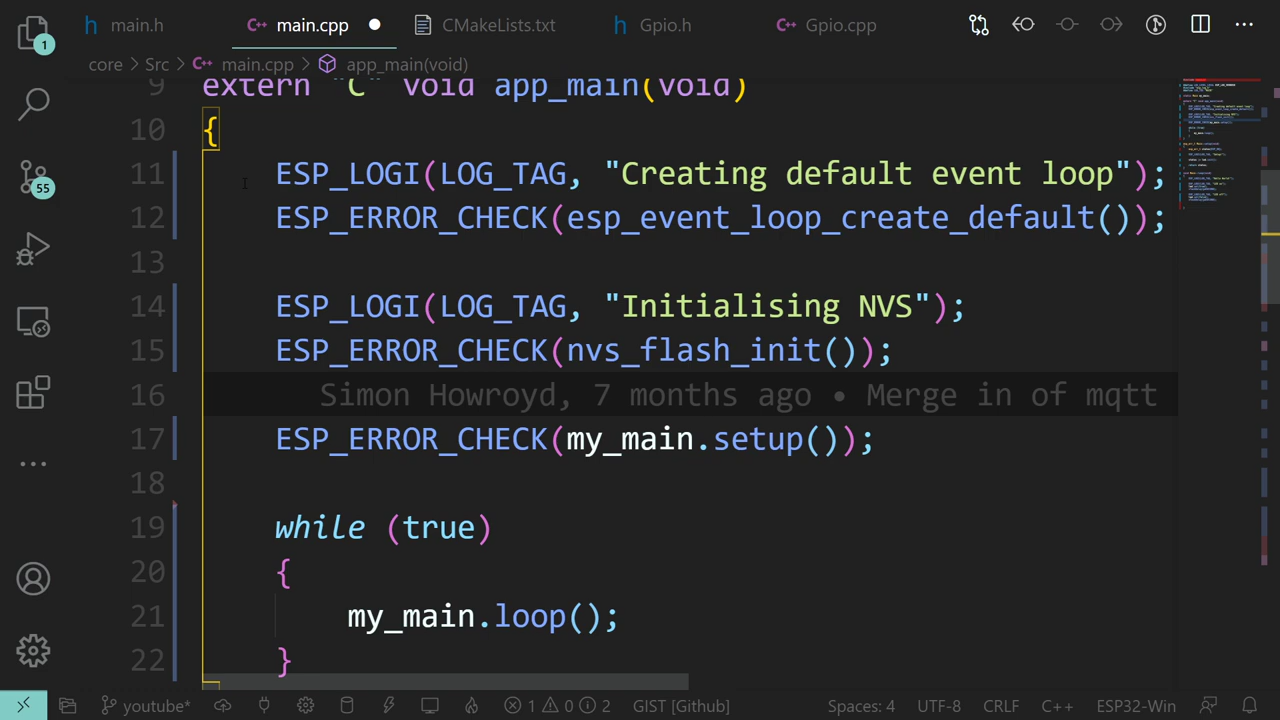 main.h
main.cpp
CMakeLists.txt
Gpio.h
Gpio.cpp
1
core > Src > main.cpp > app_main(void)
9 extern "C" void app_main(void)
10 {
11 ESP_LOGI(LOG_TAG, "Creating default event loop");
12 ESP_ERROR_CHECK(esp_event_loop_create_default());
13
14 ESP_LOGI(LOG_TAG, "Initialising NVS");
15 ESP_ERROR_CHECK(nvs_flash_init());
16 Simon Howroyd, 7 months ago • Merge in of mqtt
17 ESP_ERROR_CHECK(my_main.setup());
18
19 while (true)
20 {
21 my_main.loop();
22 }
55
youtube* 1 0 2 GIST [Github] Spaces: 4 UTF-8 CRLF C++ ESP32-Win